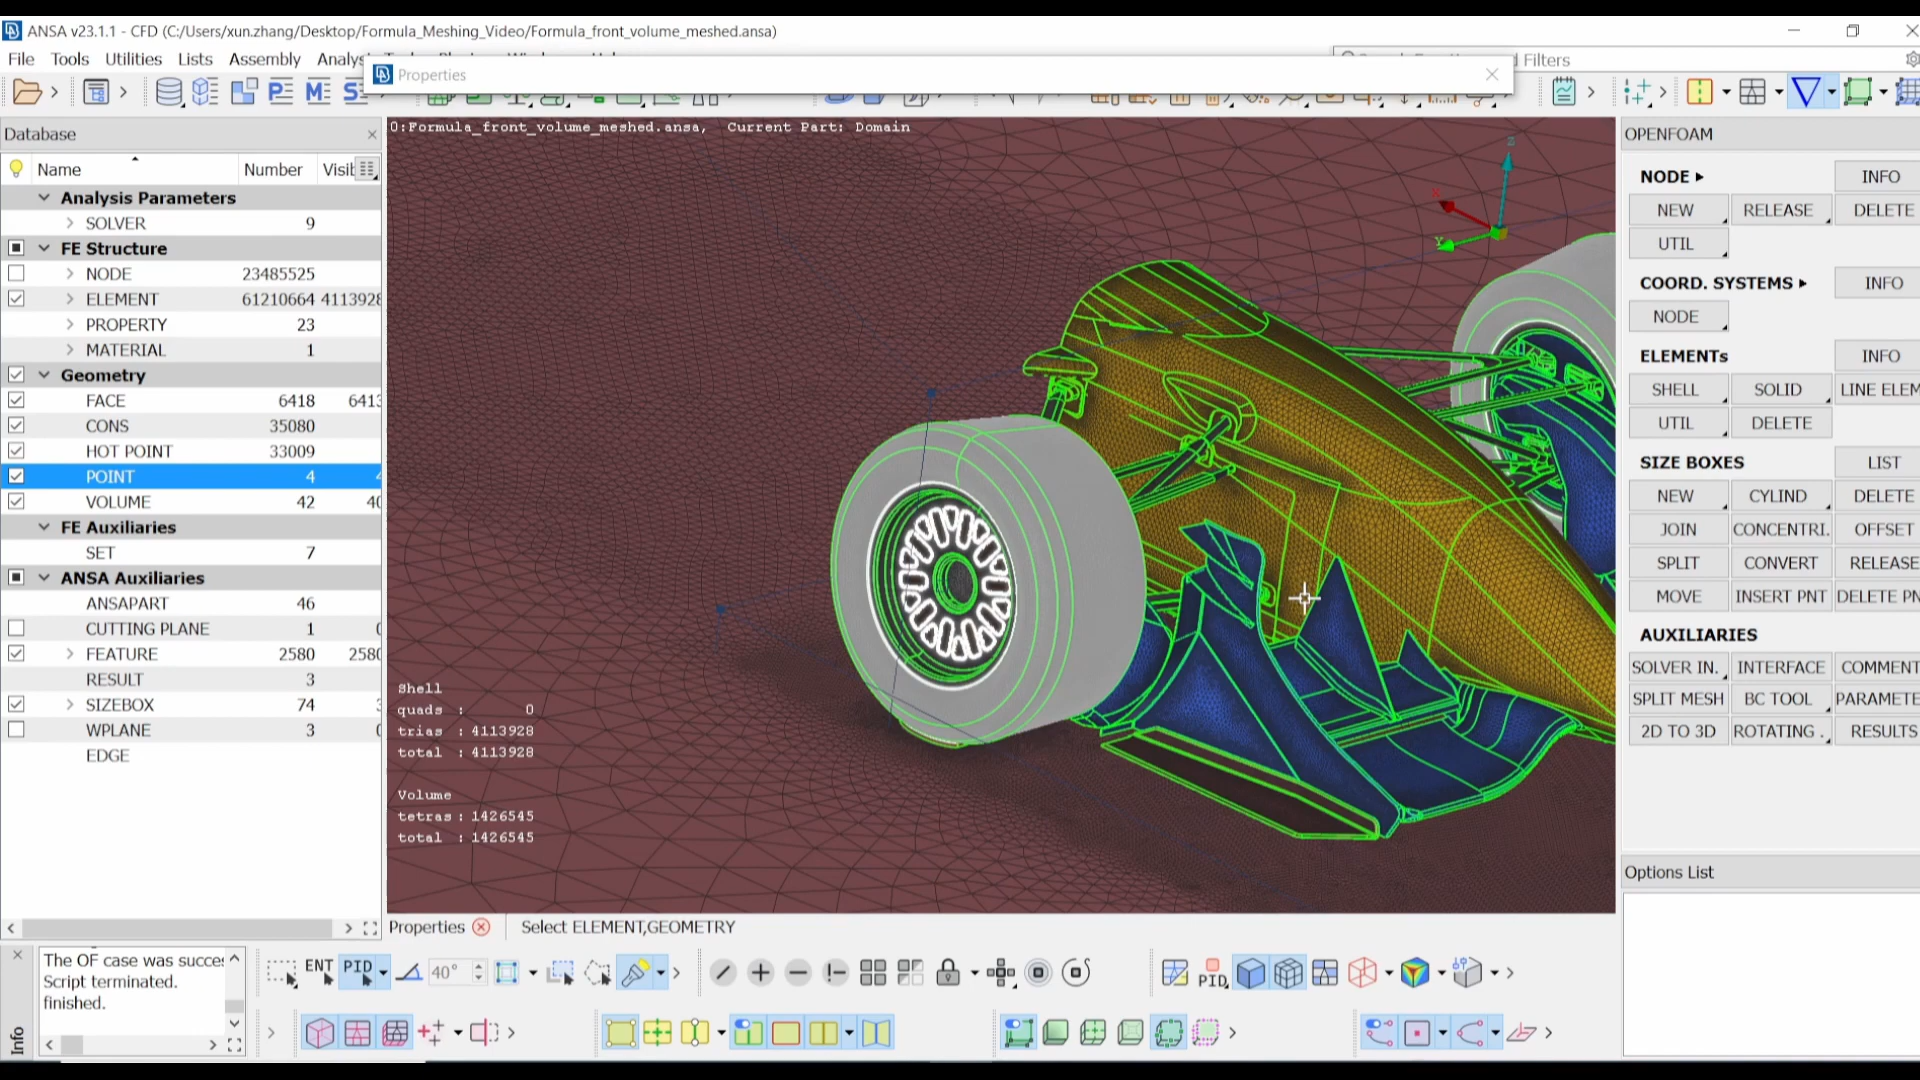 ANSA v23.1.1 - CFD (C:/Users/xun.zhang/Desktop/Formula_Meshing_Video/Formula_front_volume_meshed.ansa)
File Tools Utilities Lists Assembly
Properties
Filters
Database
0:Formula_front_volume_meshed.ansa, Current Part: Domain
OPENFOAM
Name Number
Analysis Parameters
SOLVER 9
FE Structure
NODE 23485525
ELEMENT 61210664 4113928
PROPERTY 23
MATERIAL 1
Geometry
FACE 6418 6413
CONS 35080
HOT POINT 33009
POINT 4
VOLUME 42 40
FE Auxiliaries
SET 7
ANSA Auxiliaries
ANSAPART 46
CUTTING PLANE 1
FEATURE 2580 2580
RESULT 3
SIZEBOX 74
WPLANE 3
EDGE
Z
X
Y
Shell
quads : 0
trias : 4113928
total : 4113928
Volume
tetras : 1426545
total : 1426545
NODE INFO
NEW RELEASE DELETE
UTIL
COORD. SYSTEMS INFO
NODE
ELEMENTs INFO
SHELL SOLID LINE ELEM
UTIL DELETE
SIZE BOXES LIST
NEW CYLIND DELETE
JOIN CONCENTRI. OFFSET
SPLIT CONVERT RELEASE
MOVE INSERT PNT DELETE PN
AUXILIARIES
SOLVER IN. INTERFACE COMMENT
SPLIT MESH BC TOOL PARAMETE
2D TO 3D ROTATING . RESULTS
Options List
Properties Select ELEMENT,GEOMETRY
Info
The OF case was succes
Script terminated.
finished.
ENT PID 40°
PID